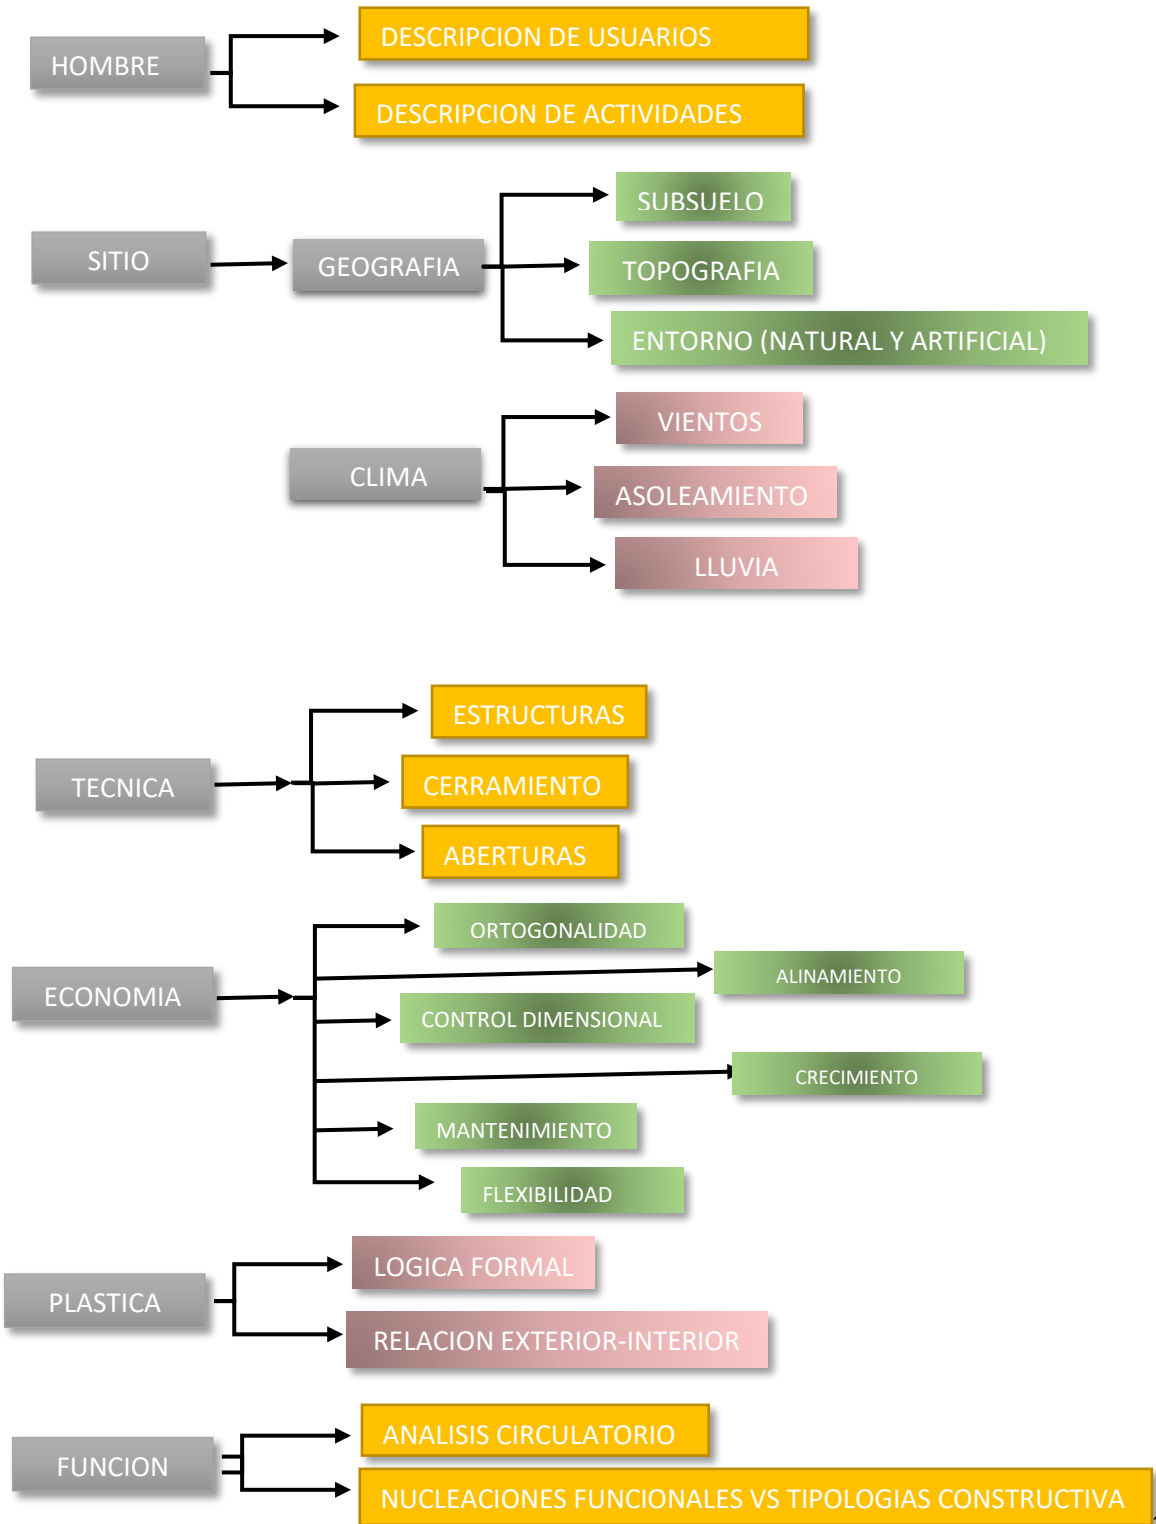 HOMBRE
DESCRIPCION DE USUARIOS
DESCRIPCION DE ACTIVIDADES
SITIO
GEOGRAFIA
SUBSUELO
TOPOGRAFIA
ENTORNO (NATURAL Y ARTIFICIAL)
CLIMA
VIENTOS
ASOLEAMIENTO
LLUVIA
TECNICA
ESTRUCTURAS
CERRAMIENTO
ABERTURAS
ECONOMIA
ORTOGONALIDAD
ALINAMIENTO
CONTROL DIMENSIONAL
CRECIMIENTO
MANTENIMIENTO
FLEXIBILIDAD
PLASTICA
LOGICA FORMAL
RELACION EXTERIOR-INTERIOR
FUNCION
ANALISIS CIRCULATORIO
NUCLEACIONES FUNCIONALES VS TIPOLOGIAS CONSTRUCTIVA